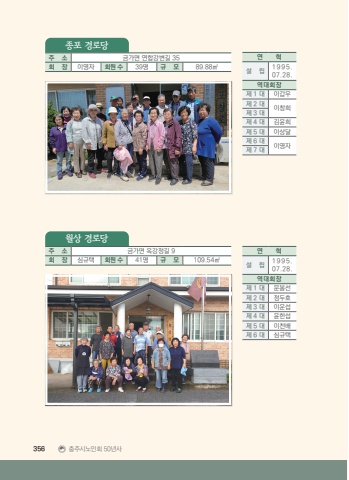 종포 경로당
주 소 금가면 연합강변길 35
회 장 이명자 회원수 39명 규 모 89.88㎡
연 혁
설 립 1995. 07.28.
역대회장
제1대 이갑우
제2대 이창희
제3대
제4대 김윤희
제5대 이상달
제6대 이명자
제7대
월상 경로당
주 소 금가면 옥강정길 9
회 장 심규택 회원수 41명 규 모 109.54㎡
연 혁
설 립 1995. 07.28.
역대회장
제1대 윤봉선
제2대 정두호
제3대 이운섭
제4대 윤헌섭
제5대 이천배
제6대 심규택
356 충주시노인회 50년사